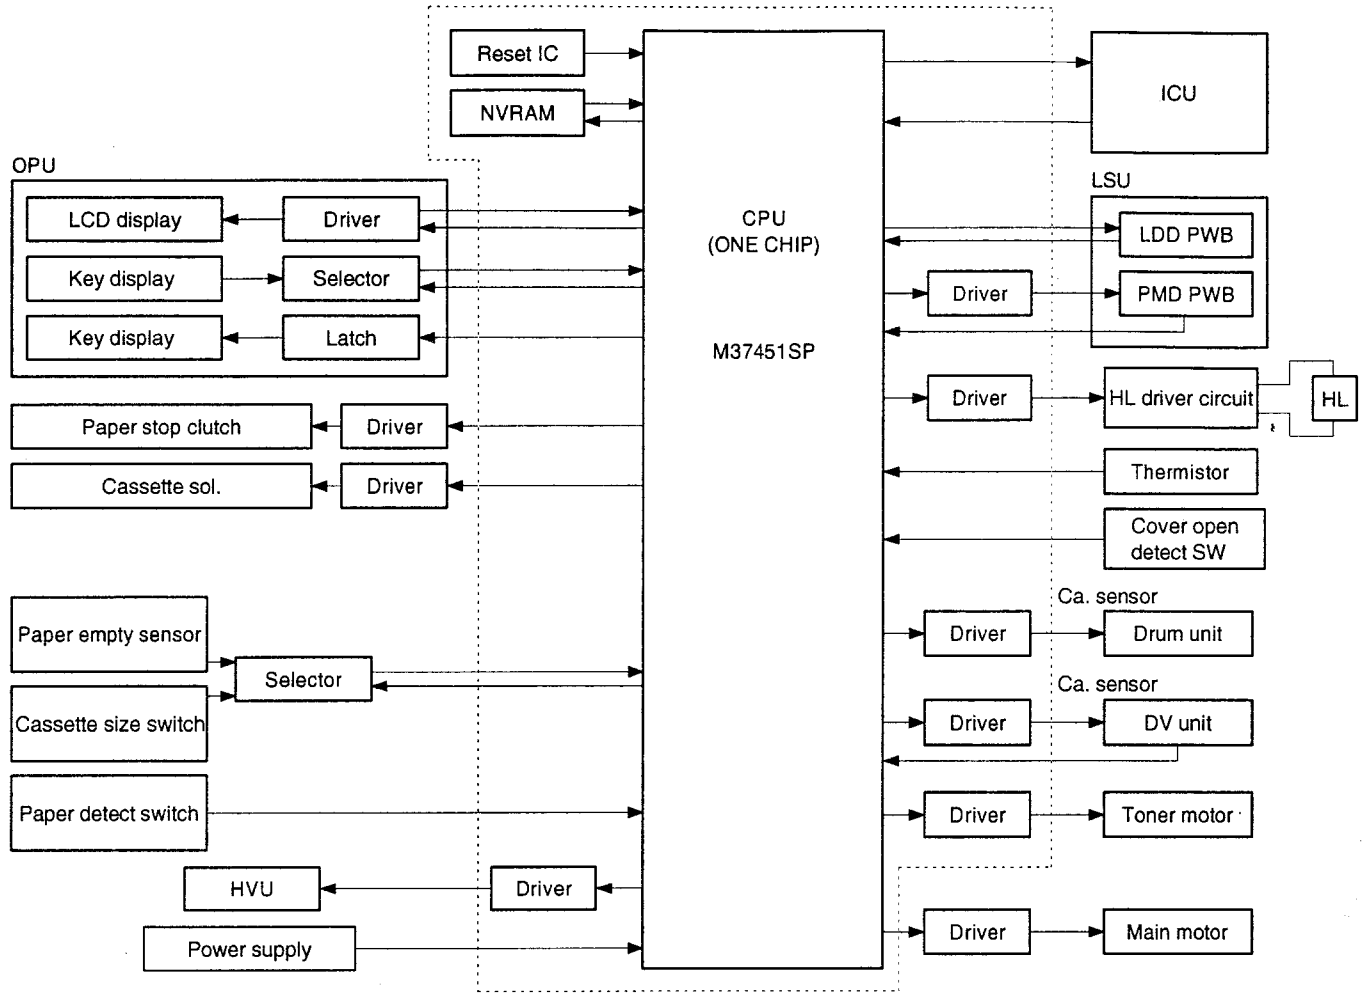 Reset IC
NVRAM
OPU
LCD display
Driver
Key display
Selector
Key display
Latch
Paper stop clutch
Driver
Cassette sol.
Driver
Paper empty sensor
Selector
Cassette size switch
Paper detect switch
HVU
Driver
Power supply
CPU
(ONE CHIP)
M37451SP
ICU
LSU
LDD PWB
Driver
PMD PWB
Driver
HL driver circuit
HL
Thermistor
Cover open
detect SW
Ca. sensor
Driver
Drum unit
Ca. sensor
Driver
DV unit
Driver
Toner motor
Driver
Main motor